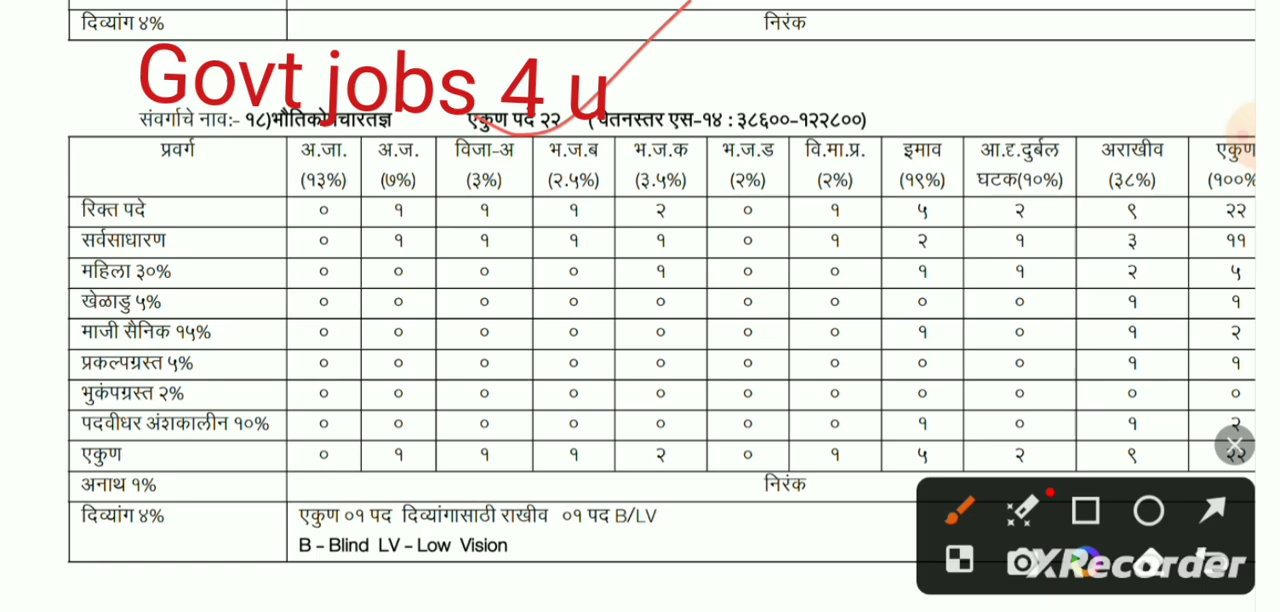 दिव्यांग ४% निरंक
Govt jobs 4 u
संवर्गाचे नाव:- १८)भौतिकोपचारतज्ञ एकुण पदे २२ ( वेतनस्तर एस-१४ : ३८६००-१२२८००)
प्रवर्ग अ.जा. अ.ज. विजा-अ भ.ज.ब भ.ज.क भ.ज.ड वि.मा.प्र. इमाव आ.दृ.दुर्बल अराखीव एकुण
(१३%) (७%) (३%) (२.५%) (३.५%) (२%) (२%) (१९%) घटक(१०%) (३८%) (१००%
रिक्त पदे ० १ १ १ २ ० १ ५ २ ९ २२
सर्वसाधारण ० १ १ १ १ ० १ २ १ ३ ११
महिला ३०% ० ० ० ० १ ० ० १ १ २ ५
खेळाडु ५% ० ० ० ० ० ० ० ० ० १ १
माजी सैनिक १५% ० ० ० ० ० ० ० १ ० १ २
प्रकल्पग्रस्त ५% ० ० ० ० ० ० ० ० ० १ १
भुकंपग्रस्त २% ० ० ० ० ० ० ० ० ० ० ०
पदवीधर अंशकालीन १०% ० ० ० ० ० ० ० १ ० १ २
एकुण ० १ १ १ २ ० १ ५ २ ९ २२
अनाथ १% निरंक
दिव्यांग ४% एकुण ०१ पद दिव्यांगासाठी राखीव ०१ पद B/LV
B – Blind LV – Low Vision
XRecorder